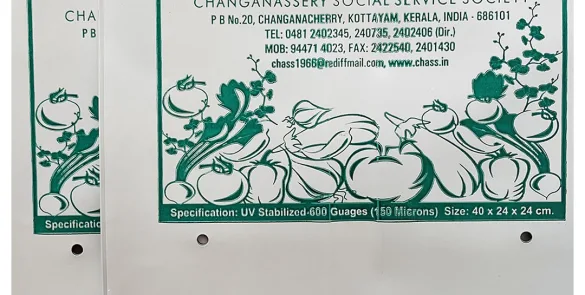 CHANGANASSERY SOCIAL SERVICE SOCIETY
P B No.20, CHANGANACHERRY, KOTTAYAM, KERALA, INDIA - 686101
TEL: 0481 2402345, 240735, 2402406 (Dir.)
MOB: 94471 4023, FAX: 2422540, 2401430
chass1966@rediffmail.com, www.chass.in
Specification: UV Stabilized-600 Guages (150 Microns) Size: 40 x 24 x 24 cm.
CHA
P B
Specificatio